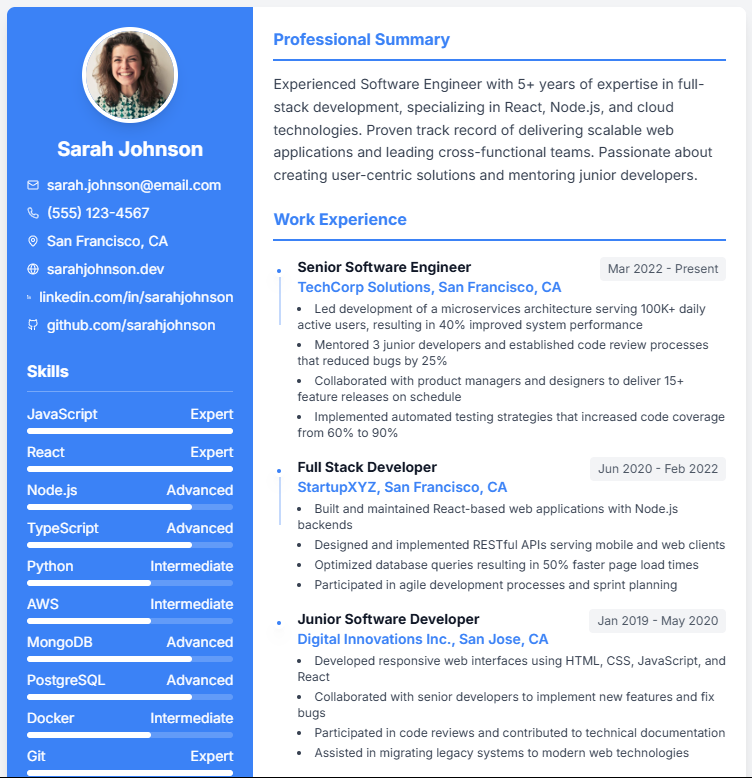 Sarah Johnson
sarah.johnson@email.com
(555) 123-4567
San Francisco, CA
sarahjohnson.dev
linkedin.com/in/sarahjohnson
github.com/sarahjohnson
Skills
JavaScript Expert
React Expert
Node.js Advanced
TypeScript Advanced
Python Intermediate
AWS Intermediate
MongoDB Advanced
PostgreSQL Advanced
Docker Intermediate
Git Expert
Professional Summary
Experienced Software Engineer with 5+ years of expertise in full-
stack development, specializing in React, Node.js, and cloud
technologies. Proven track record of delivering scalable web
applications and leading cross-functional teams. Passionate about
creating user-centric solutions and mentoring junior developers.
Work Experience
Senior Software Engineer Mar 2022 - Present
TechCorp Solutions, San Francisco, CA
• Led development of a microservices architecture serving 100K+ daily
active users, resulting in 40% improved system performance
• Mentored 3 junior developers and established code review processes
that reduced bugs by 25%
• Collaborated with product managers and designers to deliver 15+
feature releases on schedule
• Implemented automated testing strategies that increased code coverage
from 60% to 90%
Full Stack Developer Jun 2020 - Feb 2022
StartupXYZ, San Francisco, CA
• Built and maintained React-based web applications with Node.js
backends
• Designed and implemented RESTful APIs serving mobile and web clients
• Optimized database queries resulting in 50% faster page load times
• Participated in agile development processes and sprint planning
Junior Software Developer Jan 2019 - May 2020
Digital Innovations Inc., San Jose, CA
• Developed responsive web interfaces using HTML, CSS, JavaScript, and
React
• Collaborated with senior developers to implement new features and fix
bugs
• Participated in code reviews and contributed to technical documentation
• Assisted in migrating legacy systems to modern web technologies